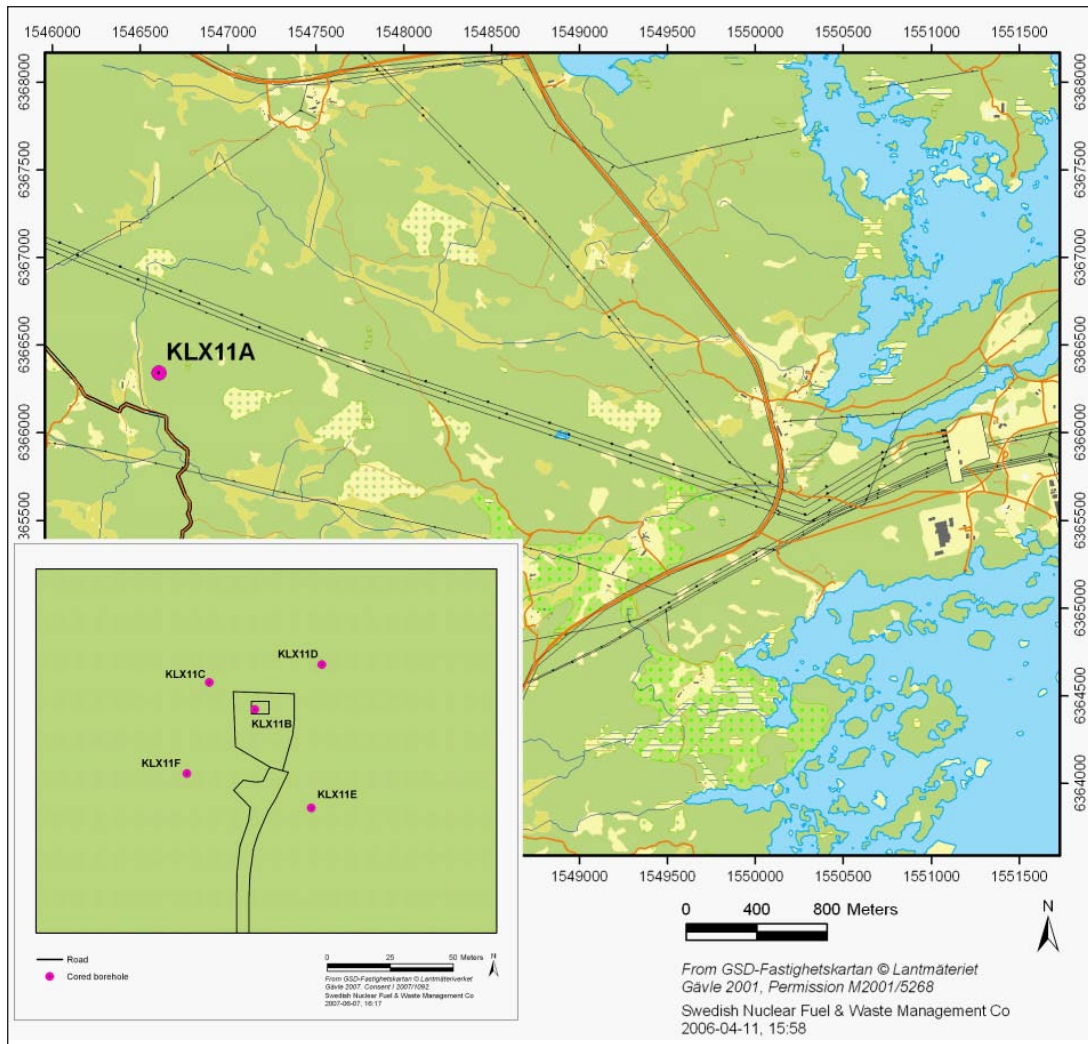 1546000 1546500 1547000 1547500 1548000 1548500 1549000 1549500 1550000 1550500 1551000 1551500
6368000 6368000
6367500 6367500
6367000 6367000
6366500 6366500
KLX11A
6366000 6366000
6365500 6365500
6365000
6364500
6364000
KLX11D
KLX11C
KLX11B
KLX11F
KLX11E
Road
Cored borehole
0 25 50 Meters
N
From GSD-Fastighetskartan © Lantmäteriverket
Gävle 2007. Consent I 2007/1092.
Swedish Nuclear Fuel & Waste Management Co
2007-06-07, 16:17
1549000 1549500 1550000 1550500 1551000 1551500
0 400 800 Meters
N
From GSD-Fastighetskartan © Lantmäteriet
Gävle 2001, Permission M2001/5268
Swedish Nuclear Fuel & Waste Management Co
2006-04-11, 15:58